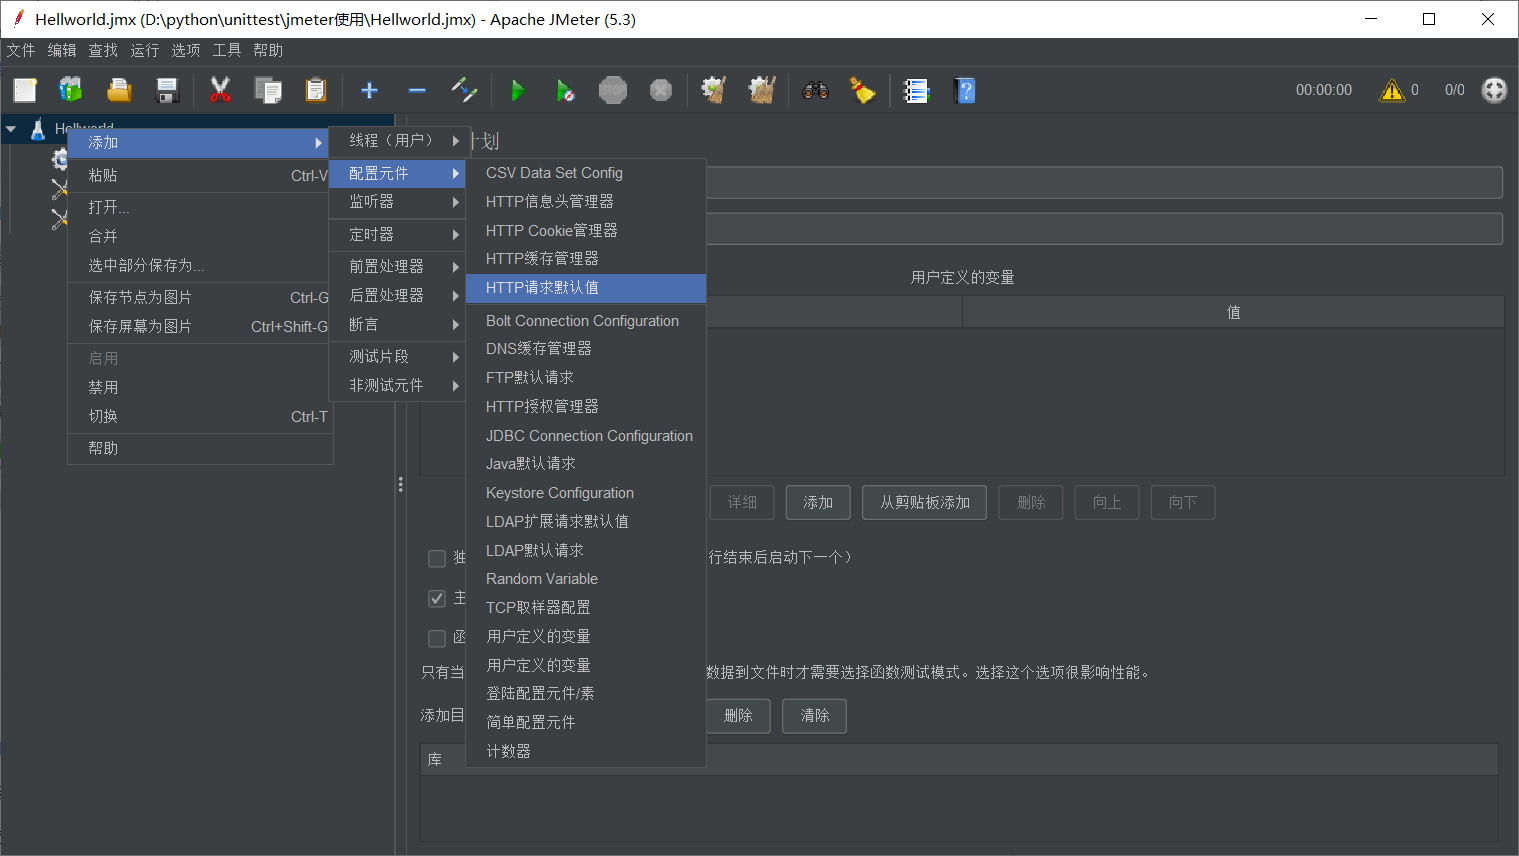 Hellworld.jmx (D:\python\unittest\jmeter使用\Hellworld.jmx) - Apache JMeter (5.3)
文件 编辑 查找 运行 选项 工具 帮助
STOP
00:00:00 0 0/0
Hellworld
添加
粘贴 Ctrl-V
打开...
合并
选中部分保存为...
保存节点为图片 Ctrl-G
保存屏幕为图片 Ctrl+Shift-G
启用
禁用
切换 Ctrl-T
帮助
线程（用户）
配置元件
监听器
定时器
前置处理器
后置处理器
断言
测试片段
非测试元件
CSV Data Set Config
HTTP信息头管理器
HTTP Cookie管理器
HTTP缓存管理器
HTTP请求默认值
Bolt Connection Configuration
DNS缓存管理器
FTP默认请求
HTTP授权管理器
JDBC Connection Configuration
Java默认请求
Keystore Configuration
LDAP扩展请求默认值
LDAP默认请求
Random Variable
TCP取样器配置
用户定义的变量
用户定义的变量
登陆配置元件/素
简单配置元件
计数器
划
用户定义的变量
值
详细 添加 从剪贴板添加 删除 向上 向下
独 行结束后启动下一个）
主
函
只有当 数据到文件时才需要选择函数测试模式。选择这个选项很影响性能。
添加目 删除 清除
库